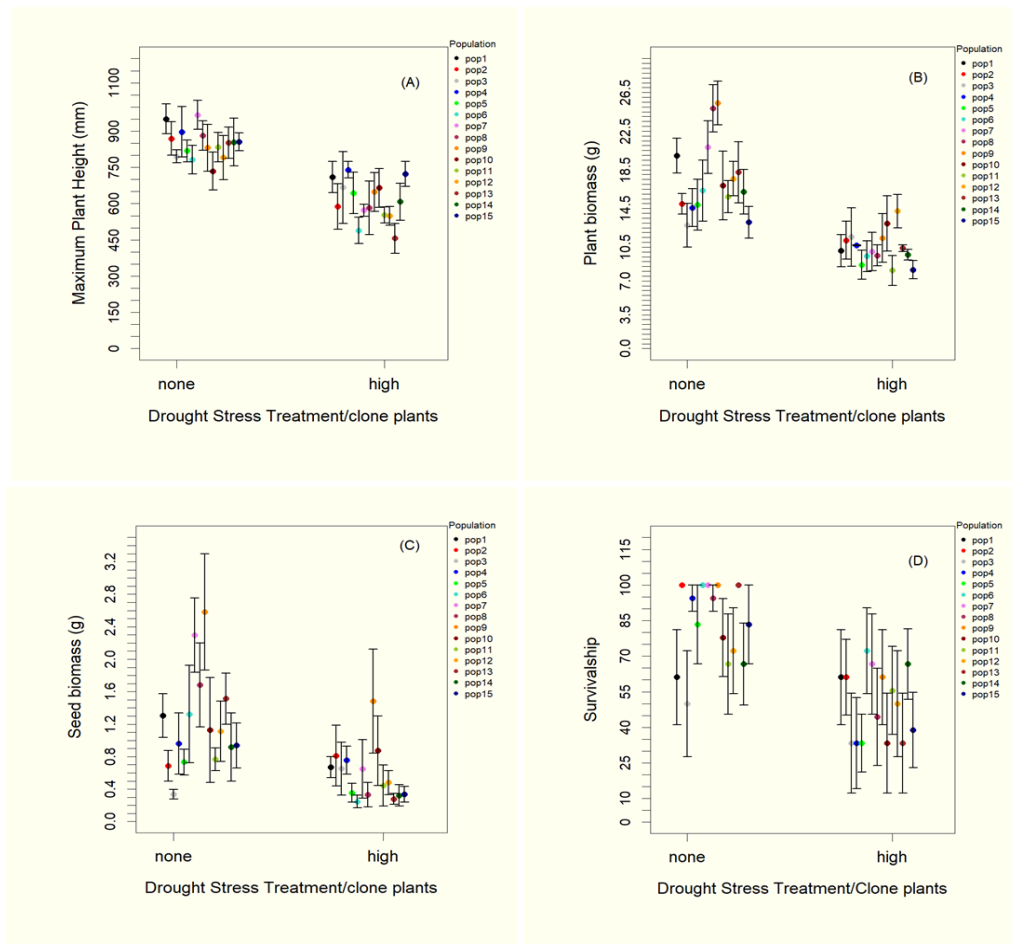 Population
pop1
pop2
pop3
pop4
pop5
pop6
pop7
pop8
pop9
pop10
pop11
pop12
pop13
pop14
pop15
(A)
Maximum Plant Height (mm)
0
150
300
450
600
750
900
1100
none
high
Drought Stress Treatment/clone plants
Population
pop1
pop2
pop3
pop4
pop5
pop6
pop7
pop8
pop9
pop10
pop11
pop12
pop13
pop14
pop15
(B)
Plant biomass (g)
0.0
3.5
7.0
10.5
14.5
18.5
22.5
26.5
none
high
Drought Stress Treatment/clone plants
Population
pop1
pop2
pop3
pop4
pop5
pop6
pop7
pop8
pop9
pop10
pop11
pop12
pop13
pop14
pop15
(C)
Seed biomass (g)
0.0
0.4
0.8
1.2
1.6
2.0
2.4
2.8
3.2
none
high
Drought Stress Treatment/clone plants
Population
pop1
pop2
pop3
pop4
pop5
pop6
pop7
pop8
pop9
pop10
pop11
pop12
pop13
pop14
pop15
(D)
Survivalship
0
10
25
40
55
70
85
100
115
none
high
Drought Stress Treatment/Clone plants